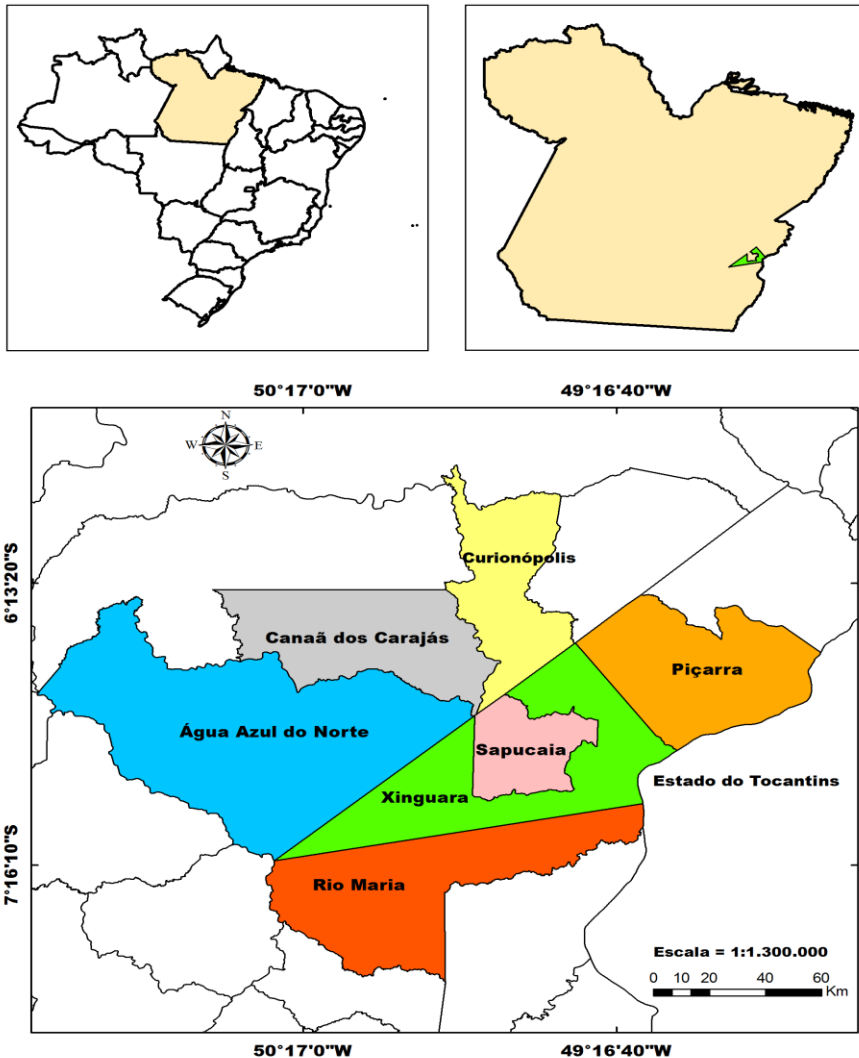 50°17'0"W
49°16'40"W
N
W
E
S
6°13'20"S
Curionópolis
Canaã dos Carajás
Piçarra
Água Azul do Norte
Sapucaia
Estado do Tocantins
Xinguara
7°16'10"S
Rio Maria
Escala = 1:1.300.000
0 10 20 40 60
Km
50°17'0"W
49°16'40"W